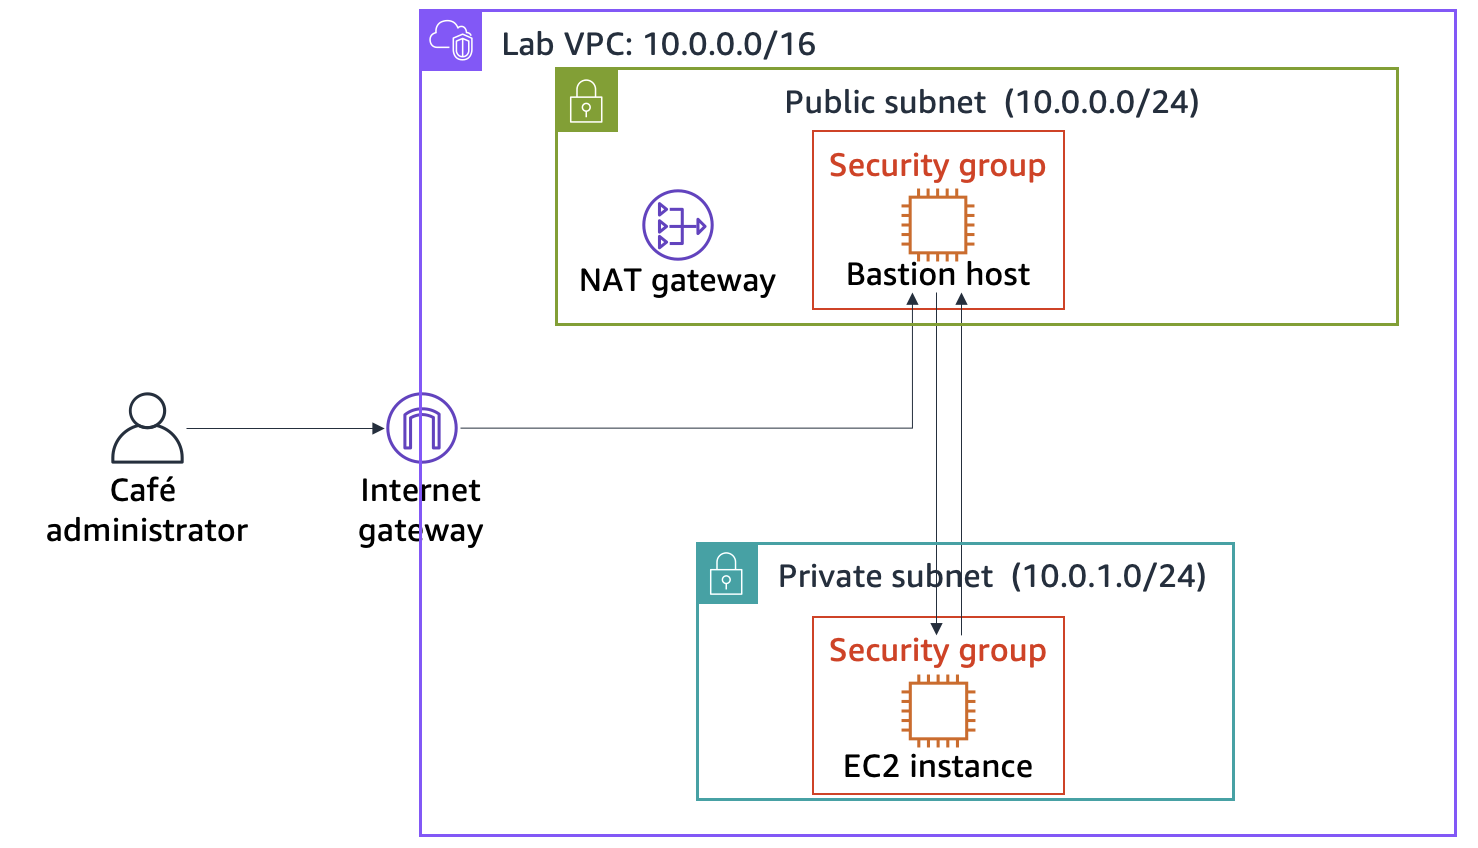 Lab VPC: 10.0.0.0/16
Public subnet (10.0.0.0/24)
Security group
NAT gateway
Bastion host
Café
administrator
Internet
gateway
Private subnet (10.0.1.0/24)
Security group
EC2 instance